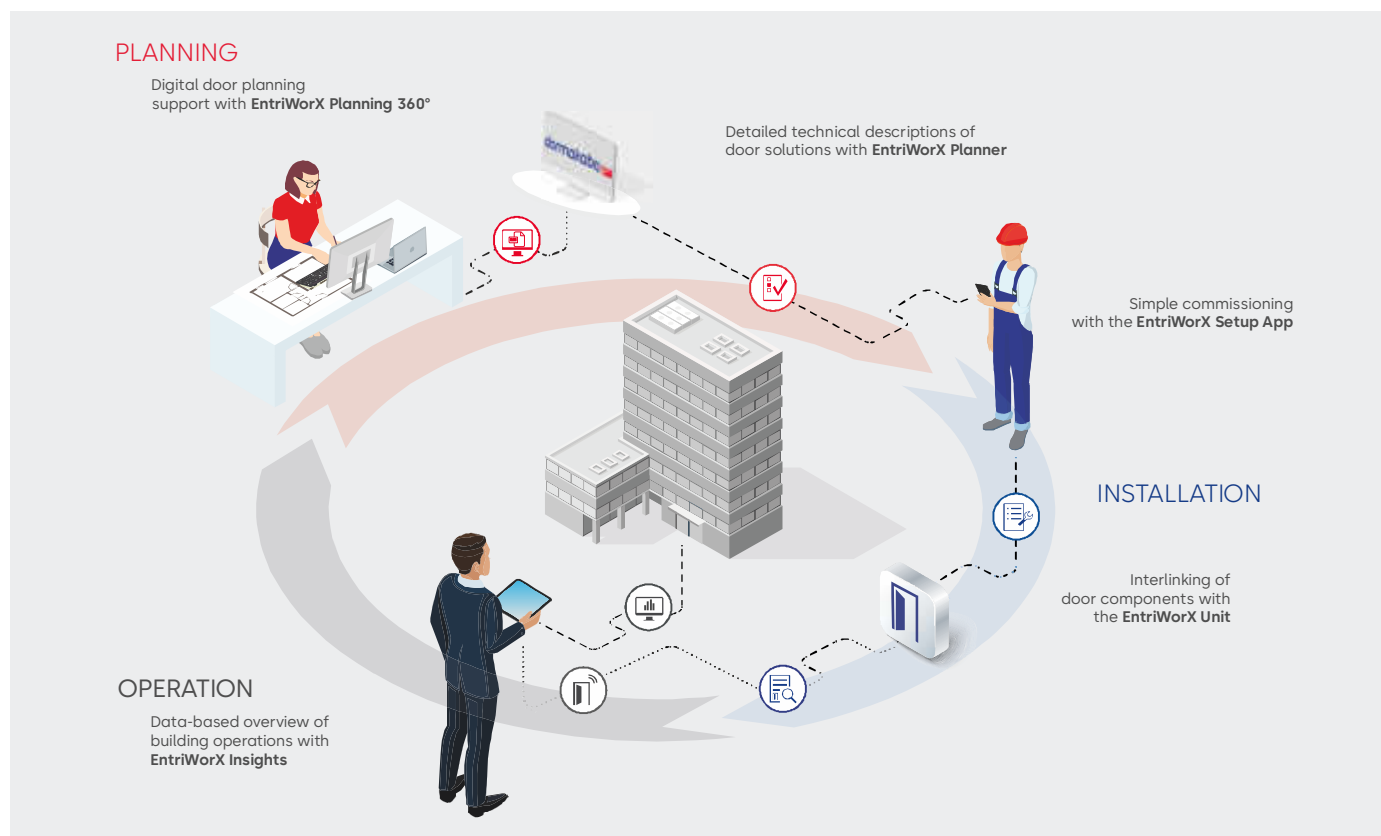 PLANNING
Digital door planning
support with EntriWorX Planning 360°
dormakaba
Detailed technical descriptions of
door solutions with EntriWorX Planner
Simple commissioning
with the EntriWorX Setup App
INSTALLATION
Interlinking of
door components with
the EntriWorX Unit
OPERATION
Data-based overview of
building operations with
EntriWorX Insights